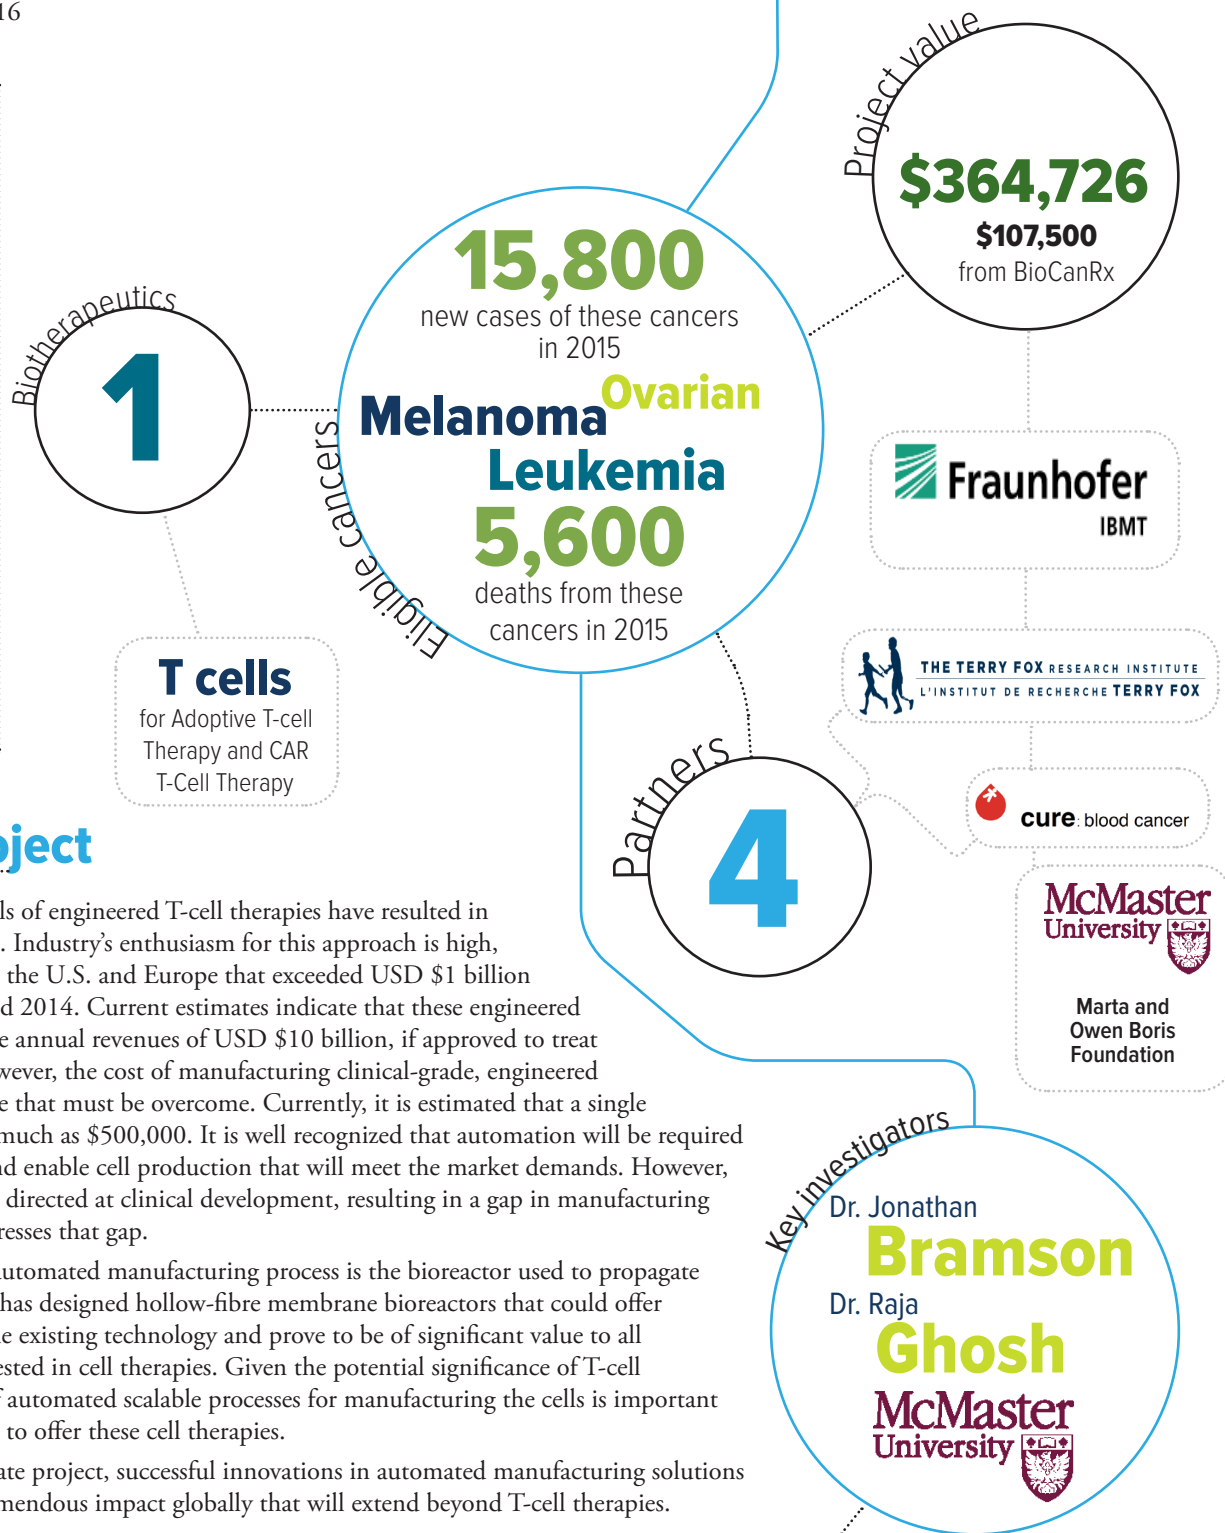 16
Project value
$364,726
$107,500
from BioCanRx
15,800
new cases of these cancers
in 2015
Ovarian
Melanoma
Leukemia
5,600
deaths from these
cancers in 2015
Eligible cancers
Biotherapeutics
1
T cells
for Adoptive T-cell
Therapy and CAR
T-Cell Therapy
Fraunhofer
IBMT
THE TERRY FOX RESEARCH INSTITUTE
L'INSTITUT DE RECHERCHE TERRY FOX
cure: blood cancer
McMaster
University
Marta and
Owen Boris
Foundation
Partners
4
oject
ls of engineered T-cell therapies have resulted in
. Industry’s enthusiasm for this approach is high,
the U.S. and Europe that exceeded USD $1 billion
d 2014. Current estimates indicate that these engineered
e annual revenues of USD $10 billion, if approved to treat
wever, the cost of manufacturing clinical-grade, engineered
e that must be overcome. Currently, it is estimated that a single
much as $500,000. It is well recognized that automation will be required
nd enable cell production that will meet the market demands. However,
directed at clinical development, resulting in a gap in manufacturing
resses that gap.
automated manufacturing process is the bioreactor used to propagate
has designed hollow-fibre membrane bioreactors that could offer
e existing technology and prove to be of significant value to all
ested in cell therapies. Given the potential significance of T-cell
f automated scalable processes for manufacturing the cells is important
to offer these cell therapies.
ate project, successful innovations in automated manufacturing solutions
mendous impact globally that will extend beyond T-cell therapies.
Key investigators
Dr. Jonathan
Bramson
Dr. Raja
Ghosh
McMaster
University